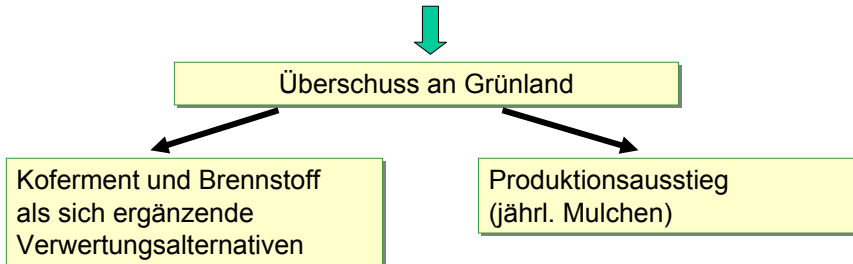 Überschuss an Grünland
Koferment und Brennstoff
als sich ergänzende
Verwertungsalternativen
Produktionsausstieg
(jährl. Mulchen)